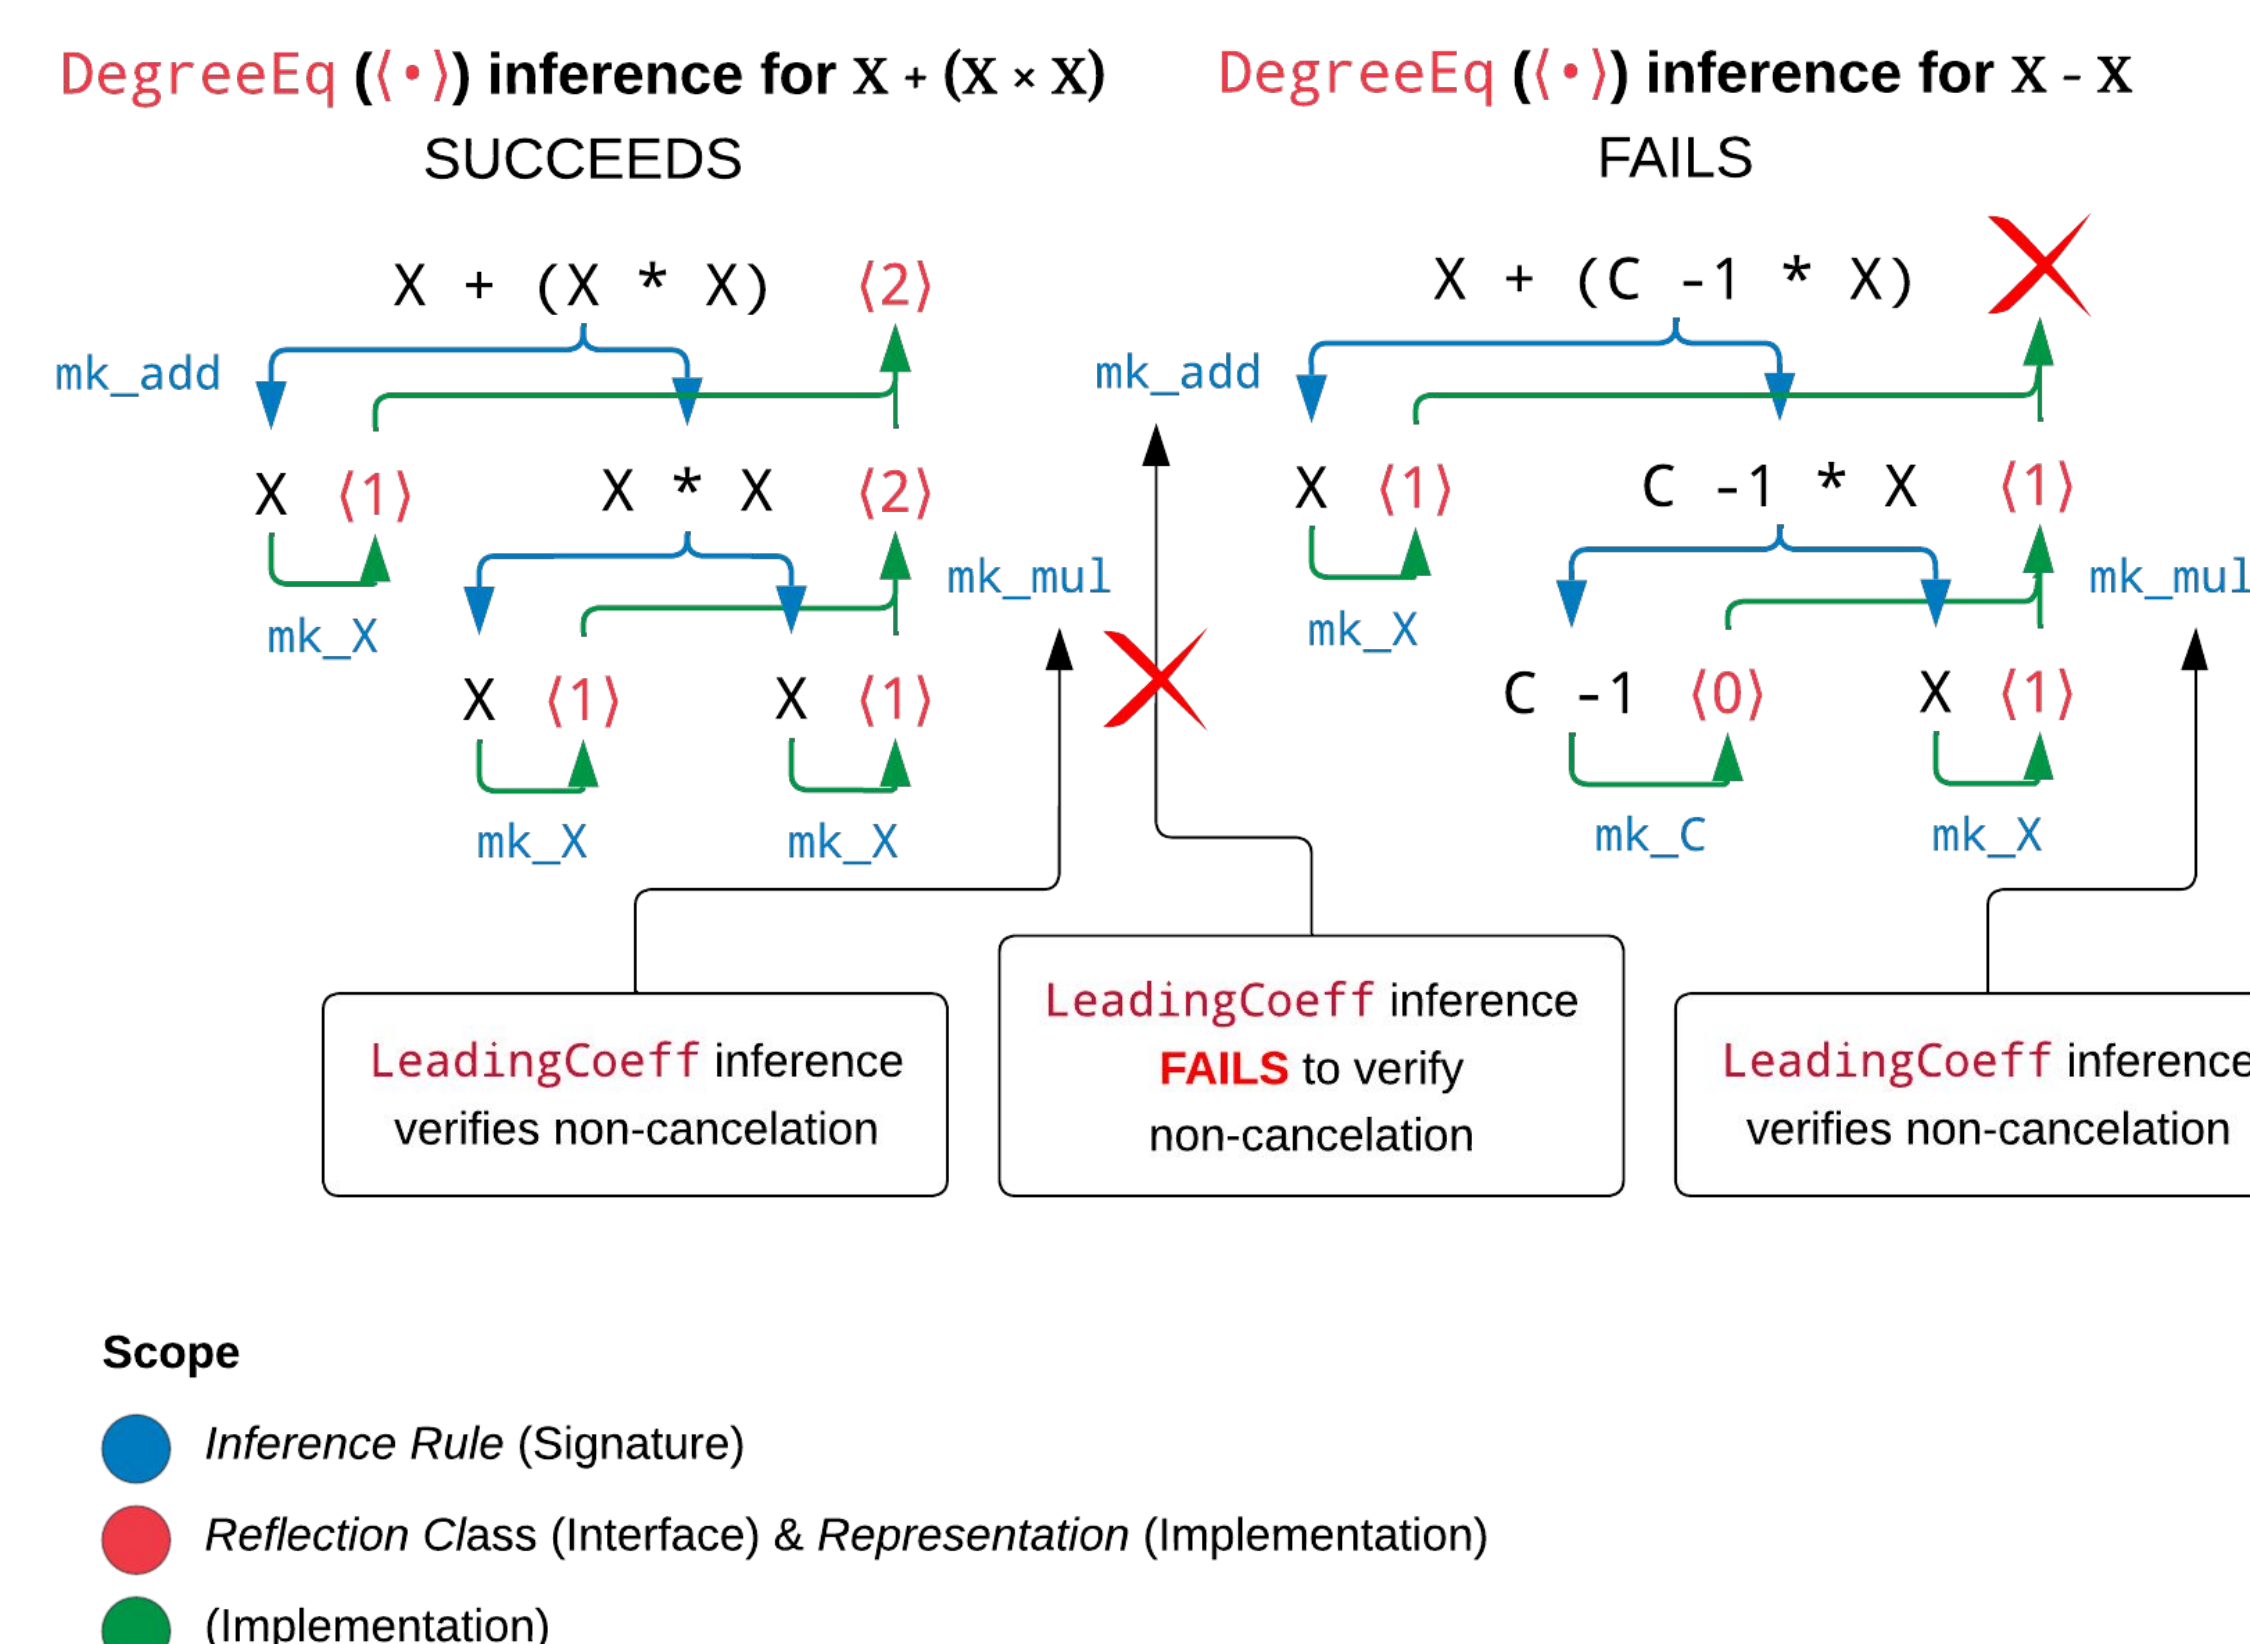 DegreeEq (⟨•⟩) inference for X + (X × X)
SUCCEEDS
X + (X * X) ⟨2⟩
mk_add
X ⟨1⟩ X * X ⟨2⟩
mk_mul
mk_X
X ⟨1⟩ X ⟨1⟩
mk_X mk_X
LeadingCoeff inference
verifies non-cancelation
DegreeEq (⟨•⟩) inference for X - X
FAILS
X + (C -1 * X)
mk_add
X ⟨1⟩ C -1 * X ⟨1⟩
mk_mul
mk_X
C -1 ⟨0⟩ X ⟨1⟩
mk_C mk_X
LeadingCoeff inference
FAILS to verify
non-cancelation
LeadingCoeff inference
verifies non-cancelation
Scope
Inference Rule (Signature)
Reflection Class (Interface) & Representation (Implementation)
(Implementation)